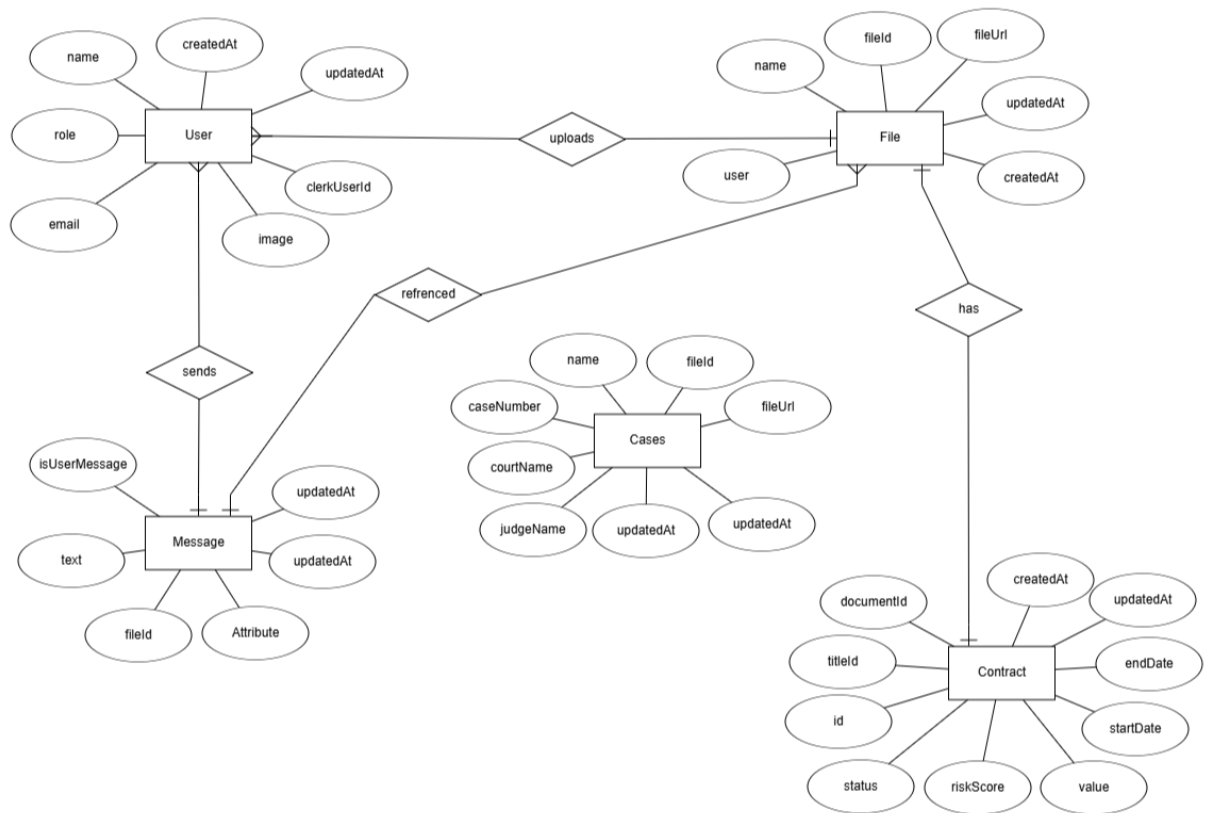 createdAt
name
updatedAt
role
User
clerkUserId
email
image
uploads
fileId
fileUrl
name
updatedAt
File
user
createdAt
refrenced
has
sends
name
fileId
caseNumber
fileUrl
Cases
courtName
judgeName
updatedAt
updatedAt
isUserMessage
updatedAt
Message
text
updatedAt
fileId
Attribute
createdAt
documentId
updatedAt
titleId
Contract
endDate
id
startDate
status
riskScore
value